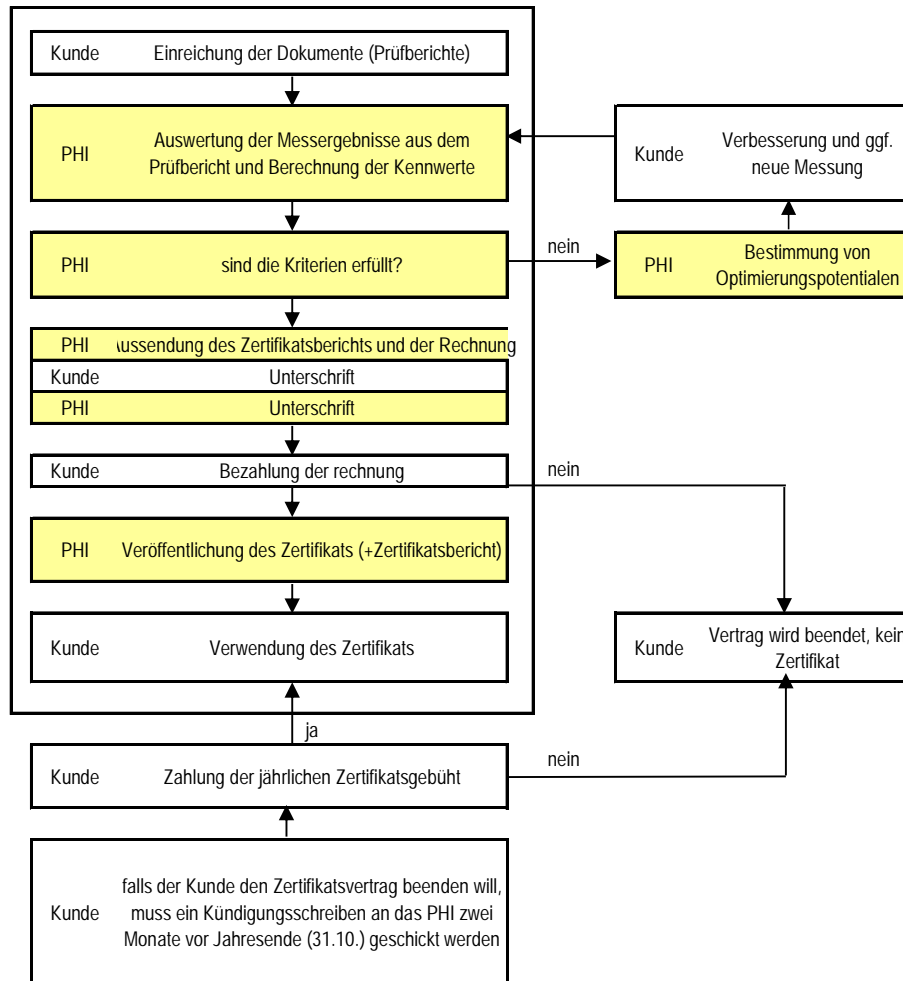 Kunde Einreichung der Dokumente (Prüfberichte)
PHI Auswertung der Messergebnisse aus dem
Prüfbericht und Berechnung der Kennwerte
Kunde Verbesserung und ggf.
neue Messung
PHI sind die Kriterien erfüllt?
nein
PHI Bestimmung von
Optimierungspotentialen
PHI ussendung des Zertifikatsberichts und der Rechnung
Kunde Unterschrift
PHI Unterschrift
Kunde Bezahlung der rechnung
nein
PHI Veröffentlichung des Zertifikats (+Zertifikatsbericht)
Kunde Verwendung des Zertifikats
Kunde Vertrag wird beendet, kein
Zertifikat
ja
Kunde Zahlung der jährlichen Zertifikatsgebüht
nein
Kunde falls der Kunde den Zertifikatsvertrag beenden will,
muss ein Kündigungsschreiben an das PHI zwei
Monate vor Jahresende (31.10.) geschickt werden